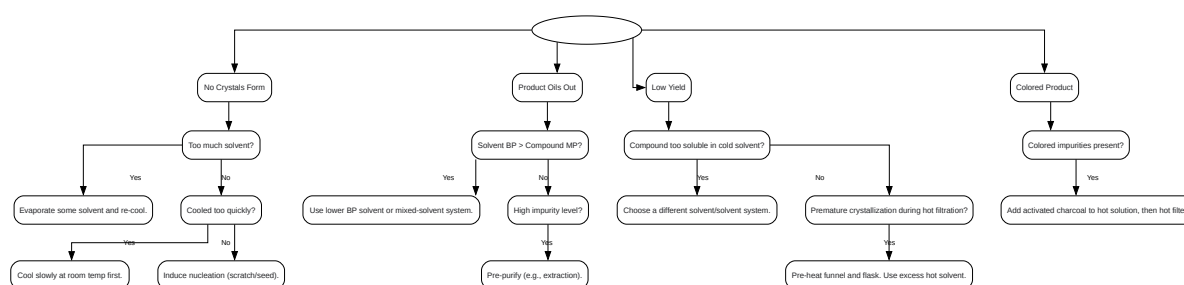 No Crystals Form
Product Oils Out
Low Yield
Colored Product
Too much solvent?
Solvent BP > Compound MP?
Compound too soluble in cold solvent?
Colored impurities present?
Yes
No
Yes
No
Yes
No
Yes
Evaporate some solvent and re-cool.
Cooled too quickly?
Use lower BP solvent or mixed-solvent system.
High impurity level?
Choose a different solvent/solvent system.
Premature crystallization during hot filtration?
Add activated charcoal to hot solution, then hot filte
Yes
No
Yes
Yes
Cool slowly at room temp first.
Induce nucleation (scratch/seed).
Pre-purify (e.g., extraction).
Pre-heat funnel and flask. Use excess hot solvent.